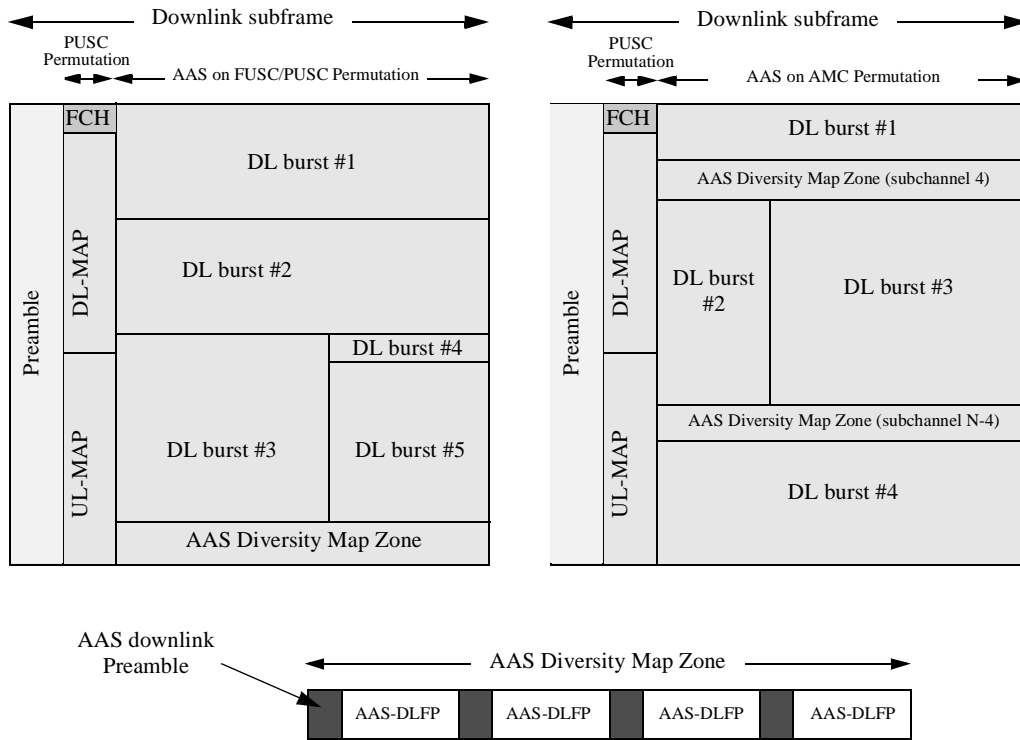 Downlink subframe
PUSC
Permutation
AAS on FUSC/PUSC Permutation
FCH
DL burst #1
DL-MAP
DL burst #2
Preamble
DL burst #4
UL-MAP
DL burst #3
DL burst #5
AAS Diversity Map Zone
Downlink subframe
PUSC
Permutation
AAS on AMC Permutation
FCH
DL burst #1
AAS Diversity Map Zone (subchannel 4)
DL-MAP
DL burst
#2
DL burst #3
Preamble
AAS Diversity Map Zone (subchannel N-4)
UL-MAP
DL burst #4
AAS downlink
Preamble
AAS Diversity Map Zone
AAS-DLFP
AAS-DLFP
AAS-DLFP
AAS-DLFP